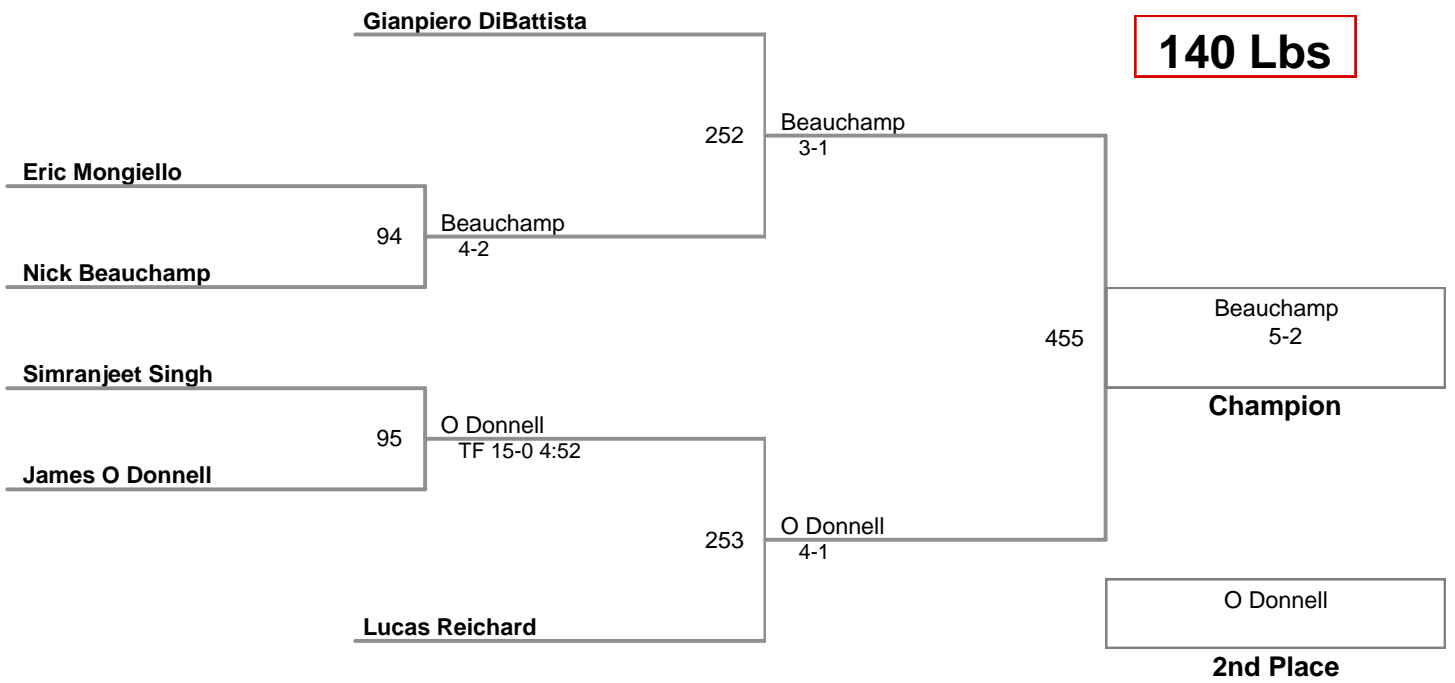 Gianpiero DiBattista
140 Lbs
252
Beauchamp
3-1
Eric Mongiello
94
Beauchamp
4-2
Nick Beauchamp
455
Beauchamp
5-2
Champion
Simranjeet Singh
95
O Donnell
TF 15-0 4:52
James O Donnell
253
O Donnell
4-1
Lucas Reichard
O Donnell
2nd Place